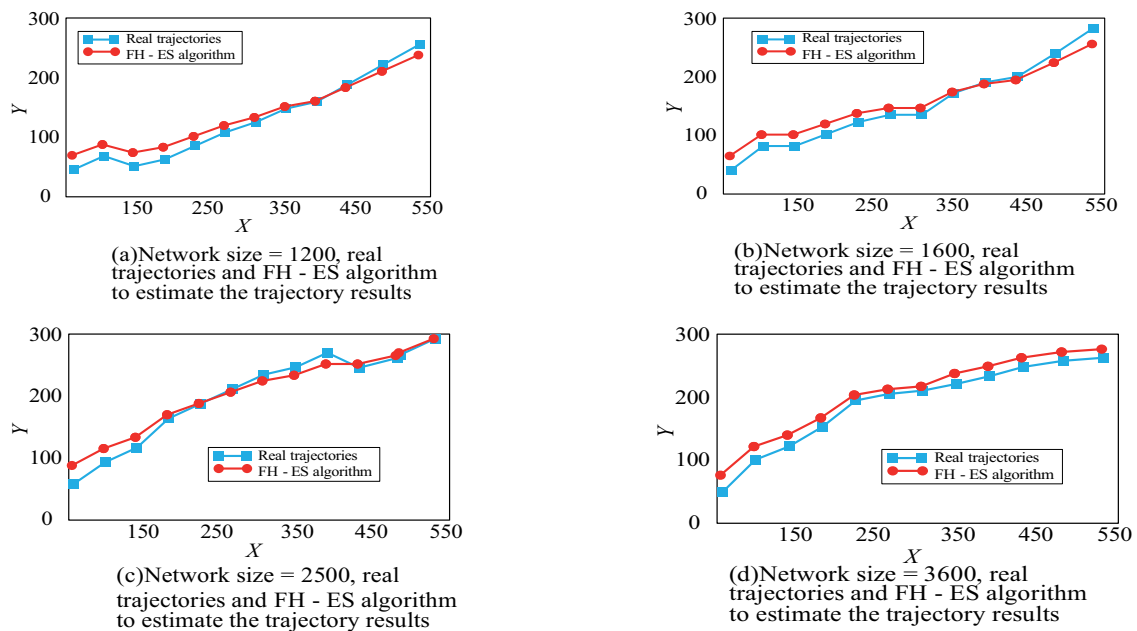 300
200
100
0
Y
Real trajectories
FH - ES algorithm
150 250 350 450 550
X
(a)Network size = 1200, real
trajectories and FH - ES algorithm
to estimate the trajectory results
300
200
100
0
Y
Real trajectories
FH - ES algorithm
150 250 350 450 550
X
(b)Network size = 1600, real
trajectories and FH - ES algorithm
to estimate the trajectory results
300
200
100
0
Y
Real trajectories
FH - ES algorithm
150 250 350 450 550
X
(c)Network size = 2500, real
trajectories and FH - ES algorithm
to estimate the trajectory results
300
200
100
0
Y
Real trajectories
FH - ES algorithm
150 250 350 450 550
X
(d)Network size = 3600, real
trajectories and FH - ES algorithm
to estimate the trajectory results